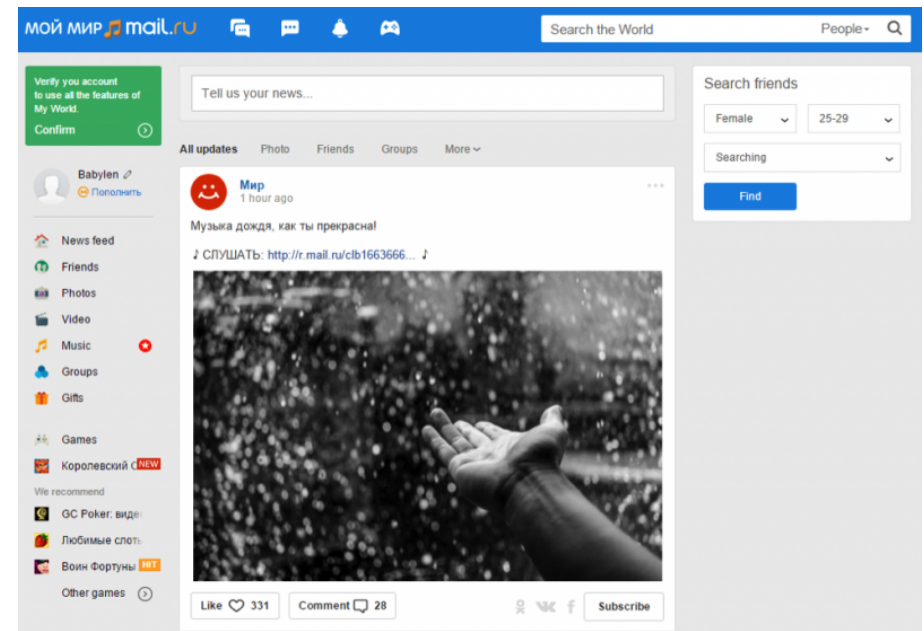 мой мир mail.ru
Search the World
People
Verify you account
to use all the features of
My World.
Confirm
Babylen
Пополнить
News feed
Friends
Photos
Video
Music
Groups
Gifts
Games
Королевский С NEW
We recommend
GC Poker: виде
Любимые слоть
Воин Фортуны HIT
Other games
Tell us your news...
All updates Photo Friends Groups More
Мир
1 hour ago
Музыка дождя, как ты прекрасна!
♪ СЛУШАТЬ: http://r.mail.ru/clb1663666... ♪
Like 331 Comment 28 Subscribe
Search friends
Female 25-29
Searching
Find